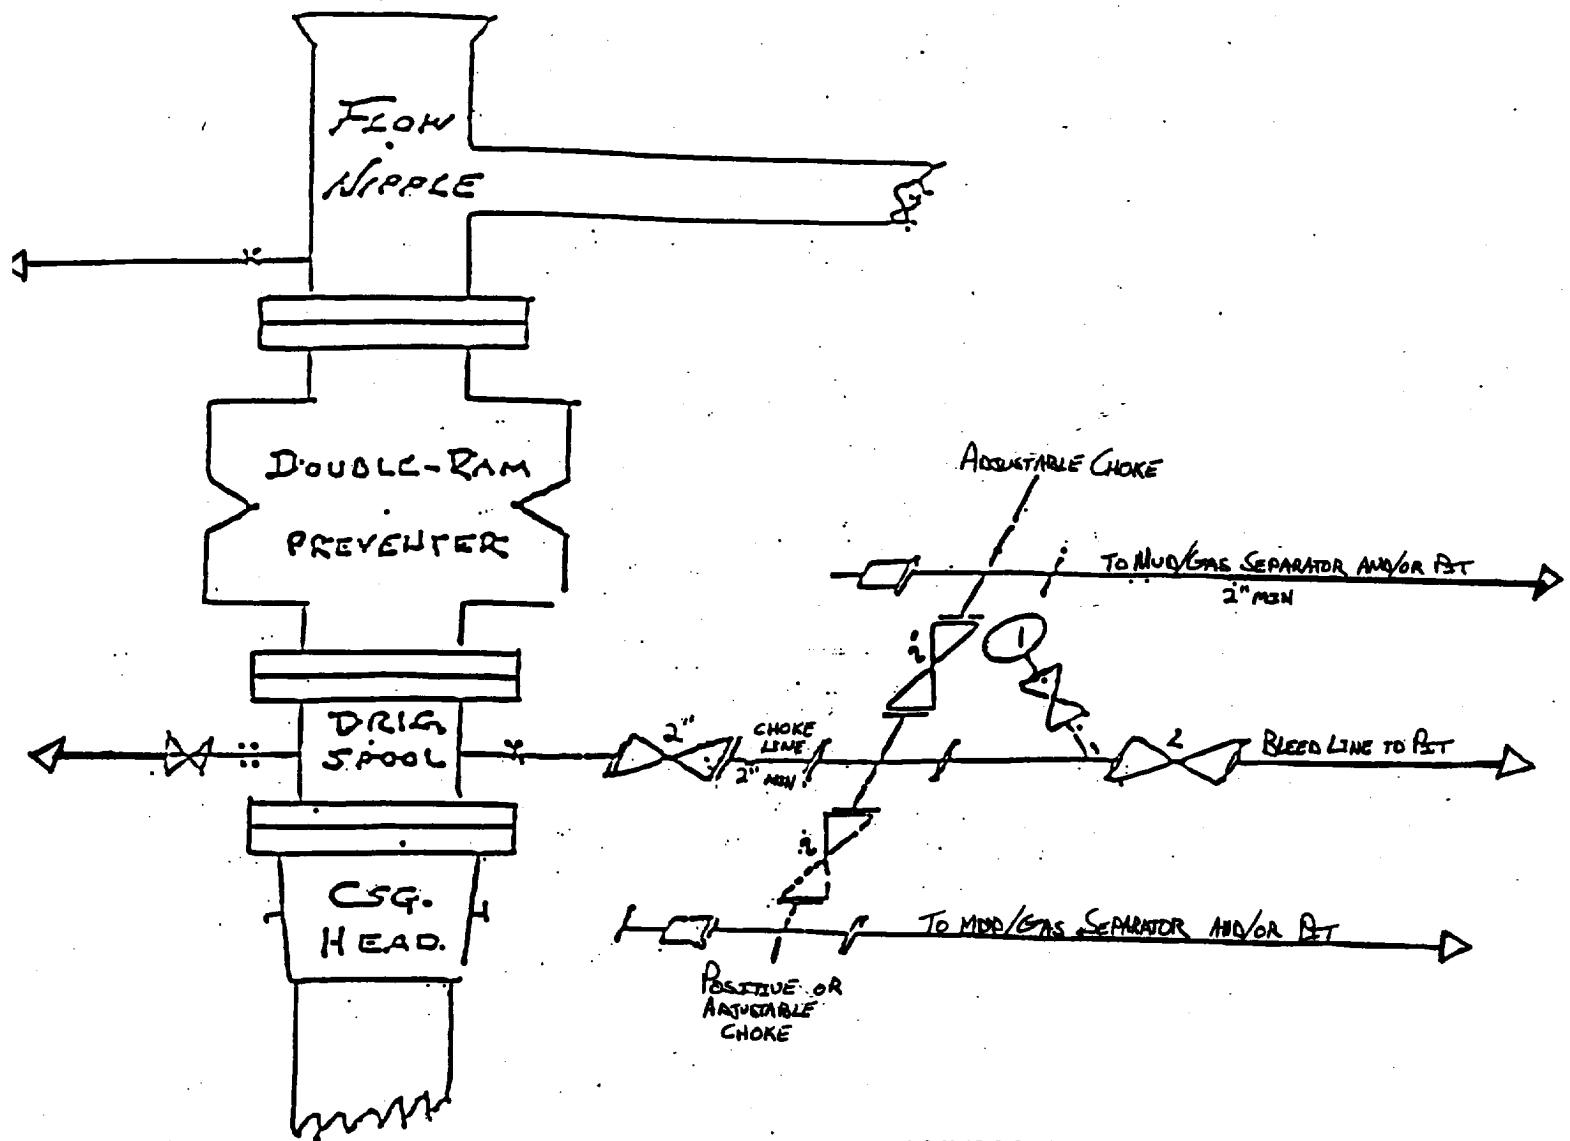 FLOW
NIPPLE
DOUBLE-RAM
PREVENTER
ADJUSTABLE CHOKE
TO MUD/GAS SEPARATOR AND/OR PIT
2" MIN
2"
1
DRLG.
SPOOL
2"
CHOKE
LINE
2" MIN.
2
BLEED LINE TO PIT
2"
CSG.
HEAD.
TO MUD/GAS SEPARATOR AND/OR PIT
POSITIVE OR
ADJUSTABLE
CHOKE